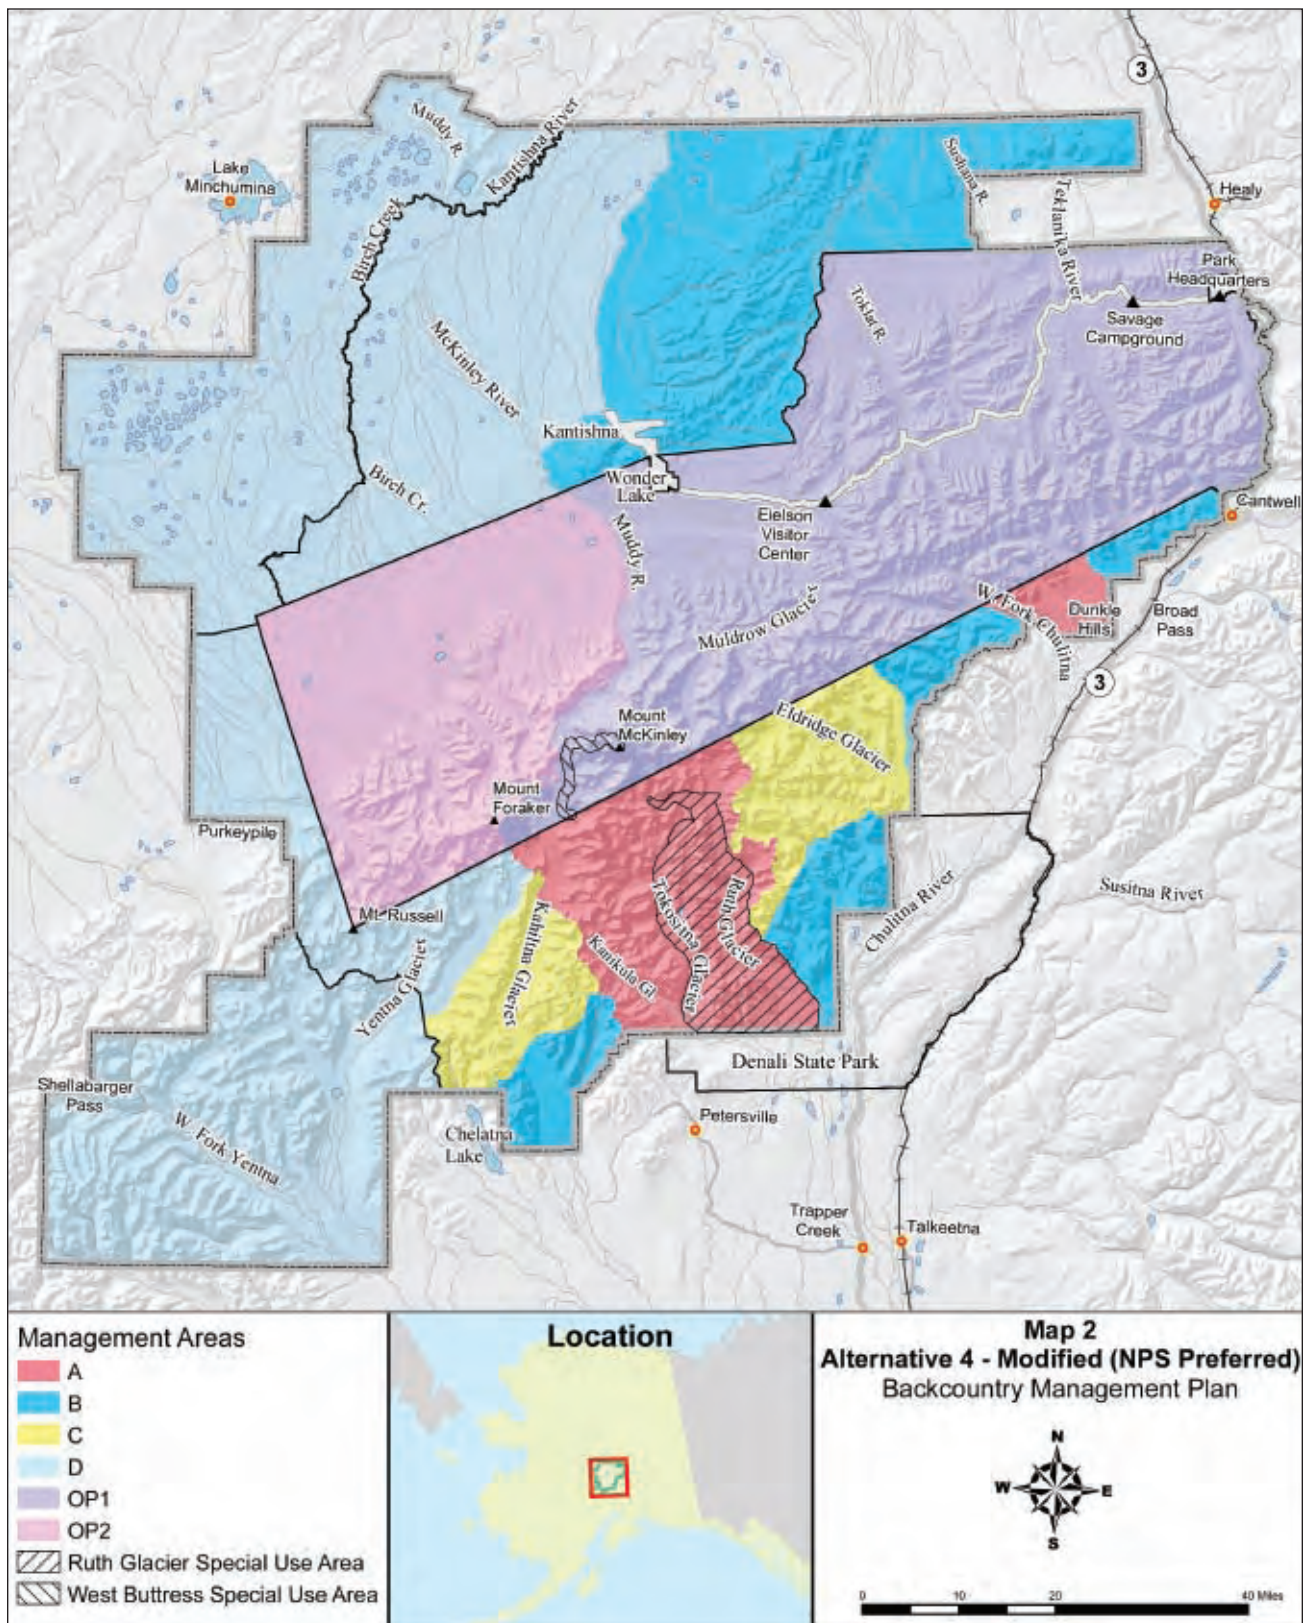 3
Muddy R.
Kantishna River
Lake
Minchumina
Sushana R.
Teklanika River
Healy
Birch Creek
Park
Headquarters
Toklat R.
Savage
Campground
McKinley River
Kantishna
Birch Cr.
Wonder
Lake
Eielson
Visitor
Center
Cantwell
Muddy R.
Muldrow Glacier
W. Fork Chulitna
Dunkle
Hills
Broad
Pass
3
Mount
McKinley
Eldridge Glacier
Mount
Foraker
Purkeypile
Mt. Russell
Kahiltna Glacier
Tokositna Glacier
Ruth Glacier
Chulitna River
Susitna River
Yentna Glacier
Kanikula Gl
Denali State Park
Shellabarger
Pass
W. Fork Yentna
Chelatna
Lake
Petersville
Trapper
Creek
Talkeetna
Management Areas
A
B
C
D
OP1
OP2
Ruth Glacier Special Use Area
West Buttress Special Use Area
Location
Map 2
Alternative 4 - Modified (NPS Preferred)
Backcountry Management Plan
N
W E
S
0 10 20 40 Miles